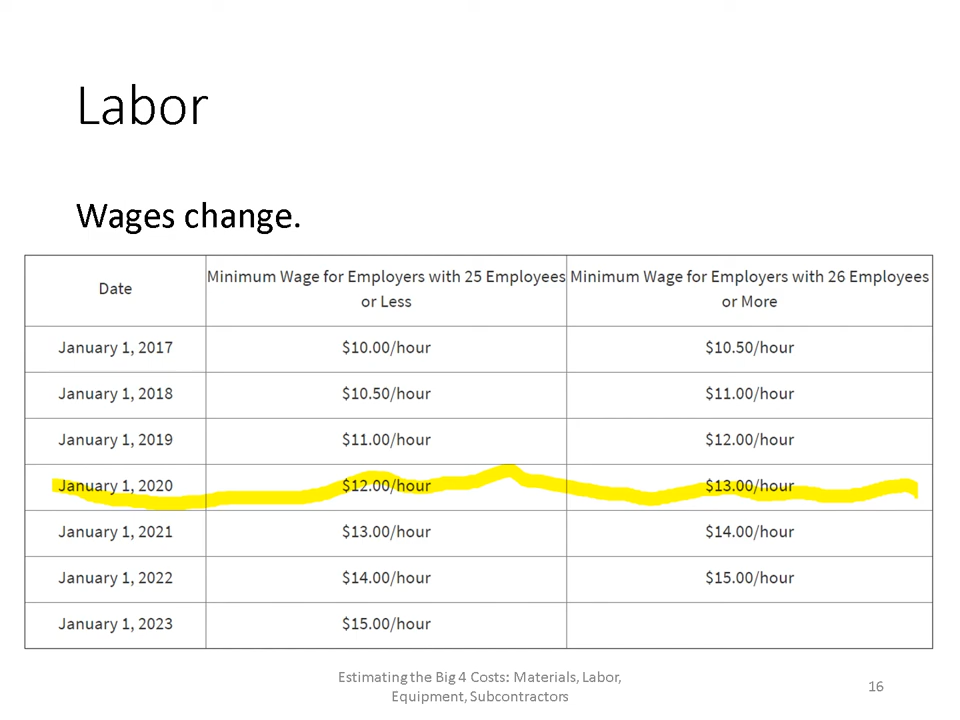 Labor
Wages change.
Date
Minimum Wage for Employers with 25 Employees
or Less
Minimum Wage for Employers with 26 Employees
or More
January 1, 2017 $10.00/hour $10.50/hour
January 1, 2018 $10.50/hour $11.00/hour
January 1, 2019 $11.00/hour $12.00/hour
January 1, 2020 $12.00/hour $13.00/hour
January 1, 2021 $13.00/hour $14.00/hour
January 1, 2022 $14.00/hour $15.00/hour
January 1, 2023 $15.00/hour
Estimating the Big 4 Costs: Materials, Labor,
Equipment, Subcontractors
16